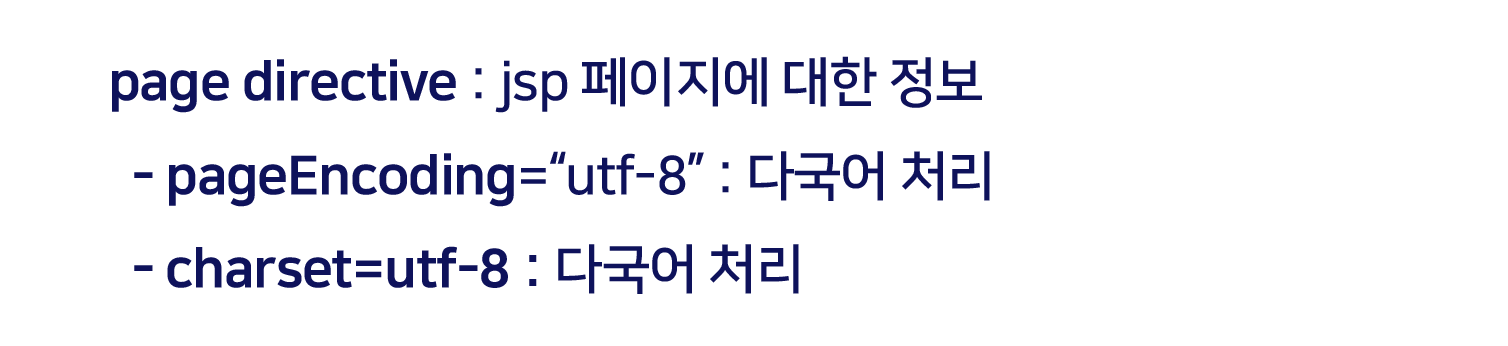 page directive : jsp 페이지에 대한 정보
- pageEncoding=“utf-8” : 다국어 처리
- charset=utf-8 : 다국어 처리